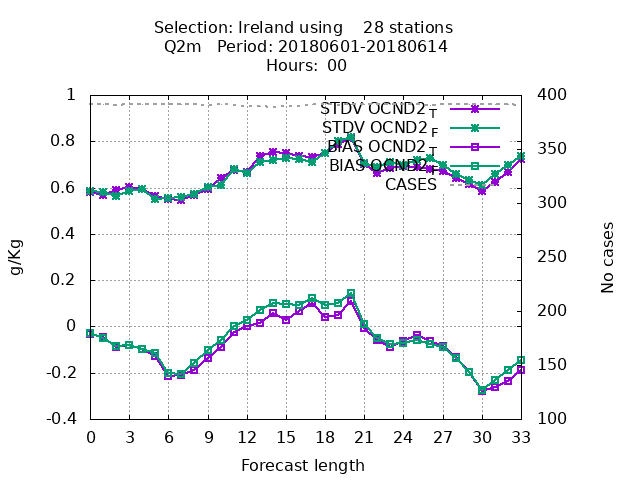 Selection: Ireland using    28 stations
Q2m   Period: 20180601-20180614
Hours:  00
1
0.8
0.6
0.4
0.2
0
-0.2
-0.4
g/Kg
400
350
300
250
200
150
100
No cases
STDV OCND2_T
STDV OCND2_F
BIAS OCND2_T
BIAS OCND2_F
CASES
0 3 6 9 12 15 18 21 24 27 30 33
Forecast length